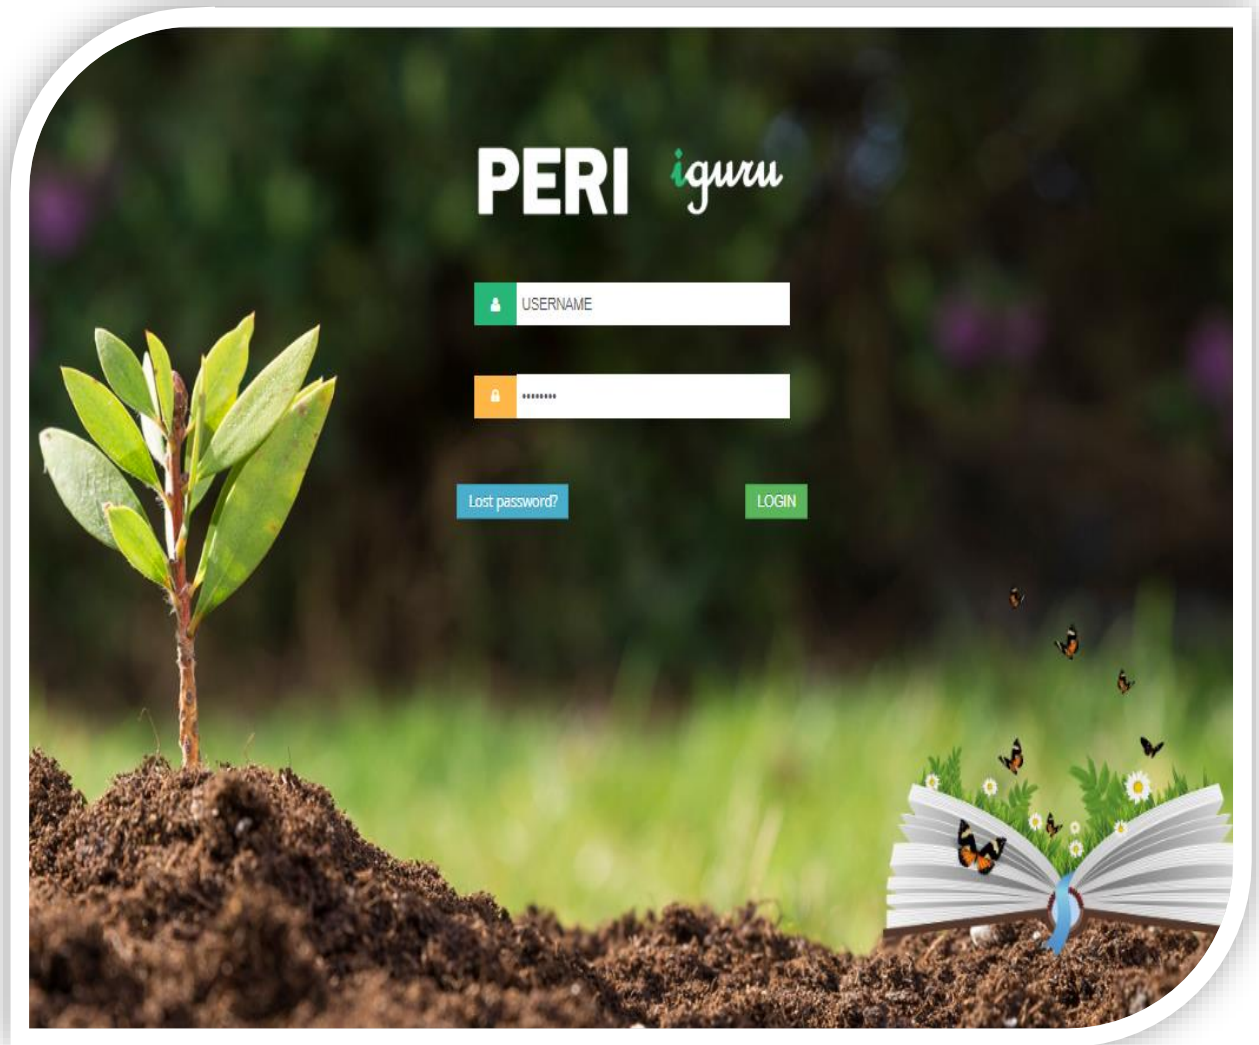 PERI iguru
USERNAME
••••••••
Lost password? LOGIN